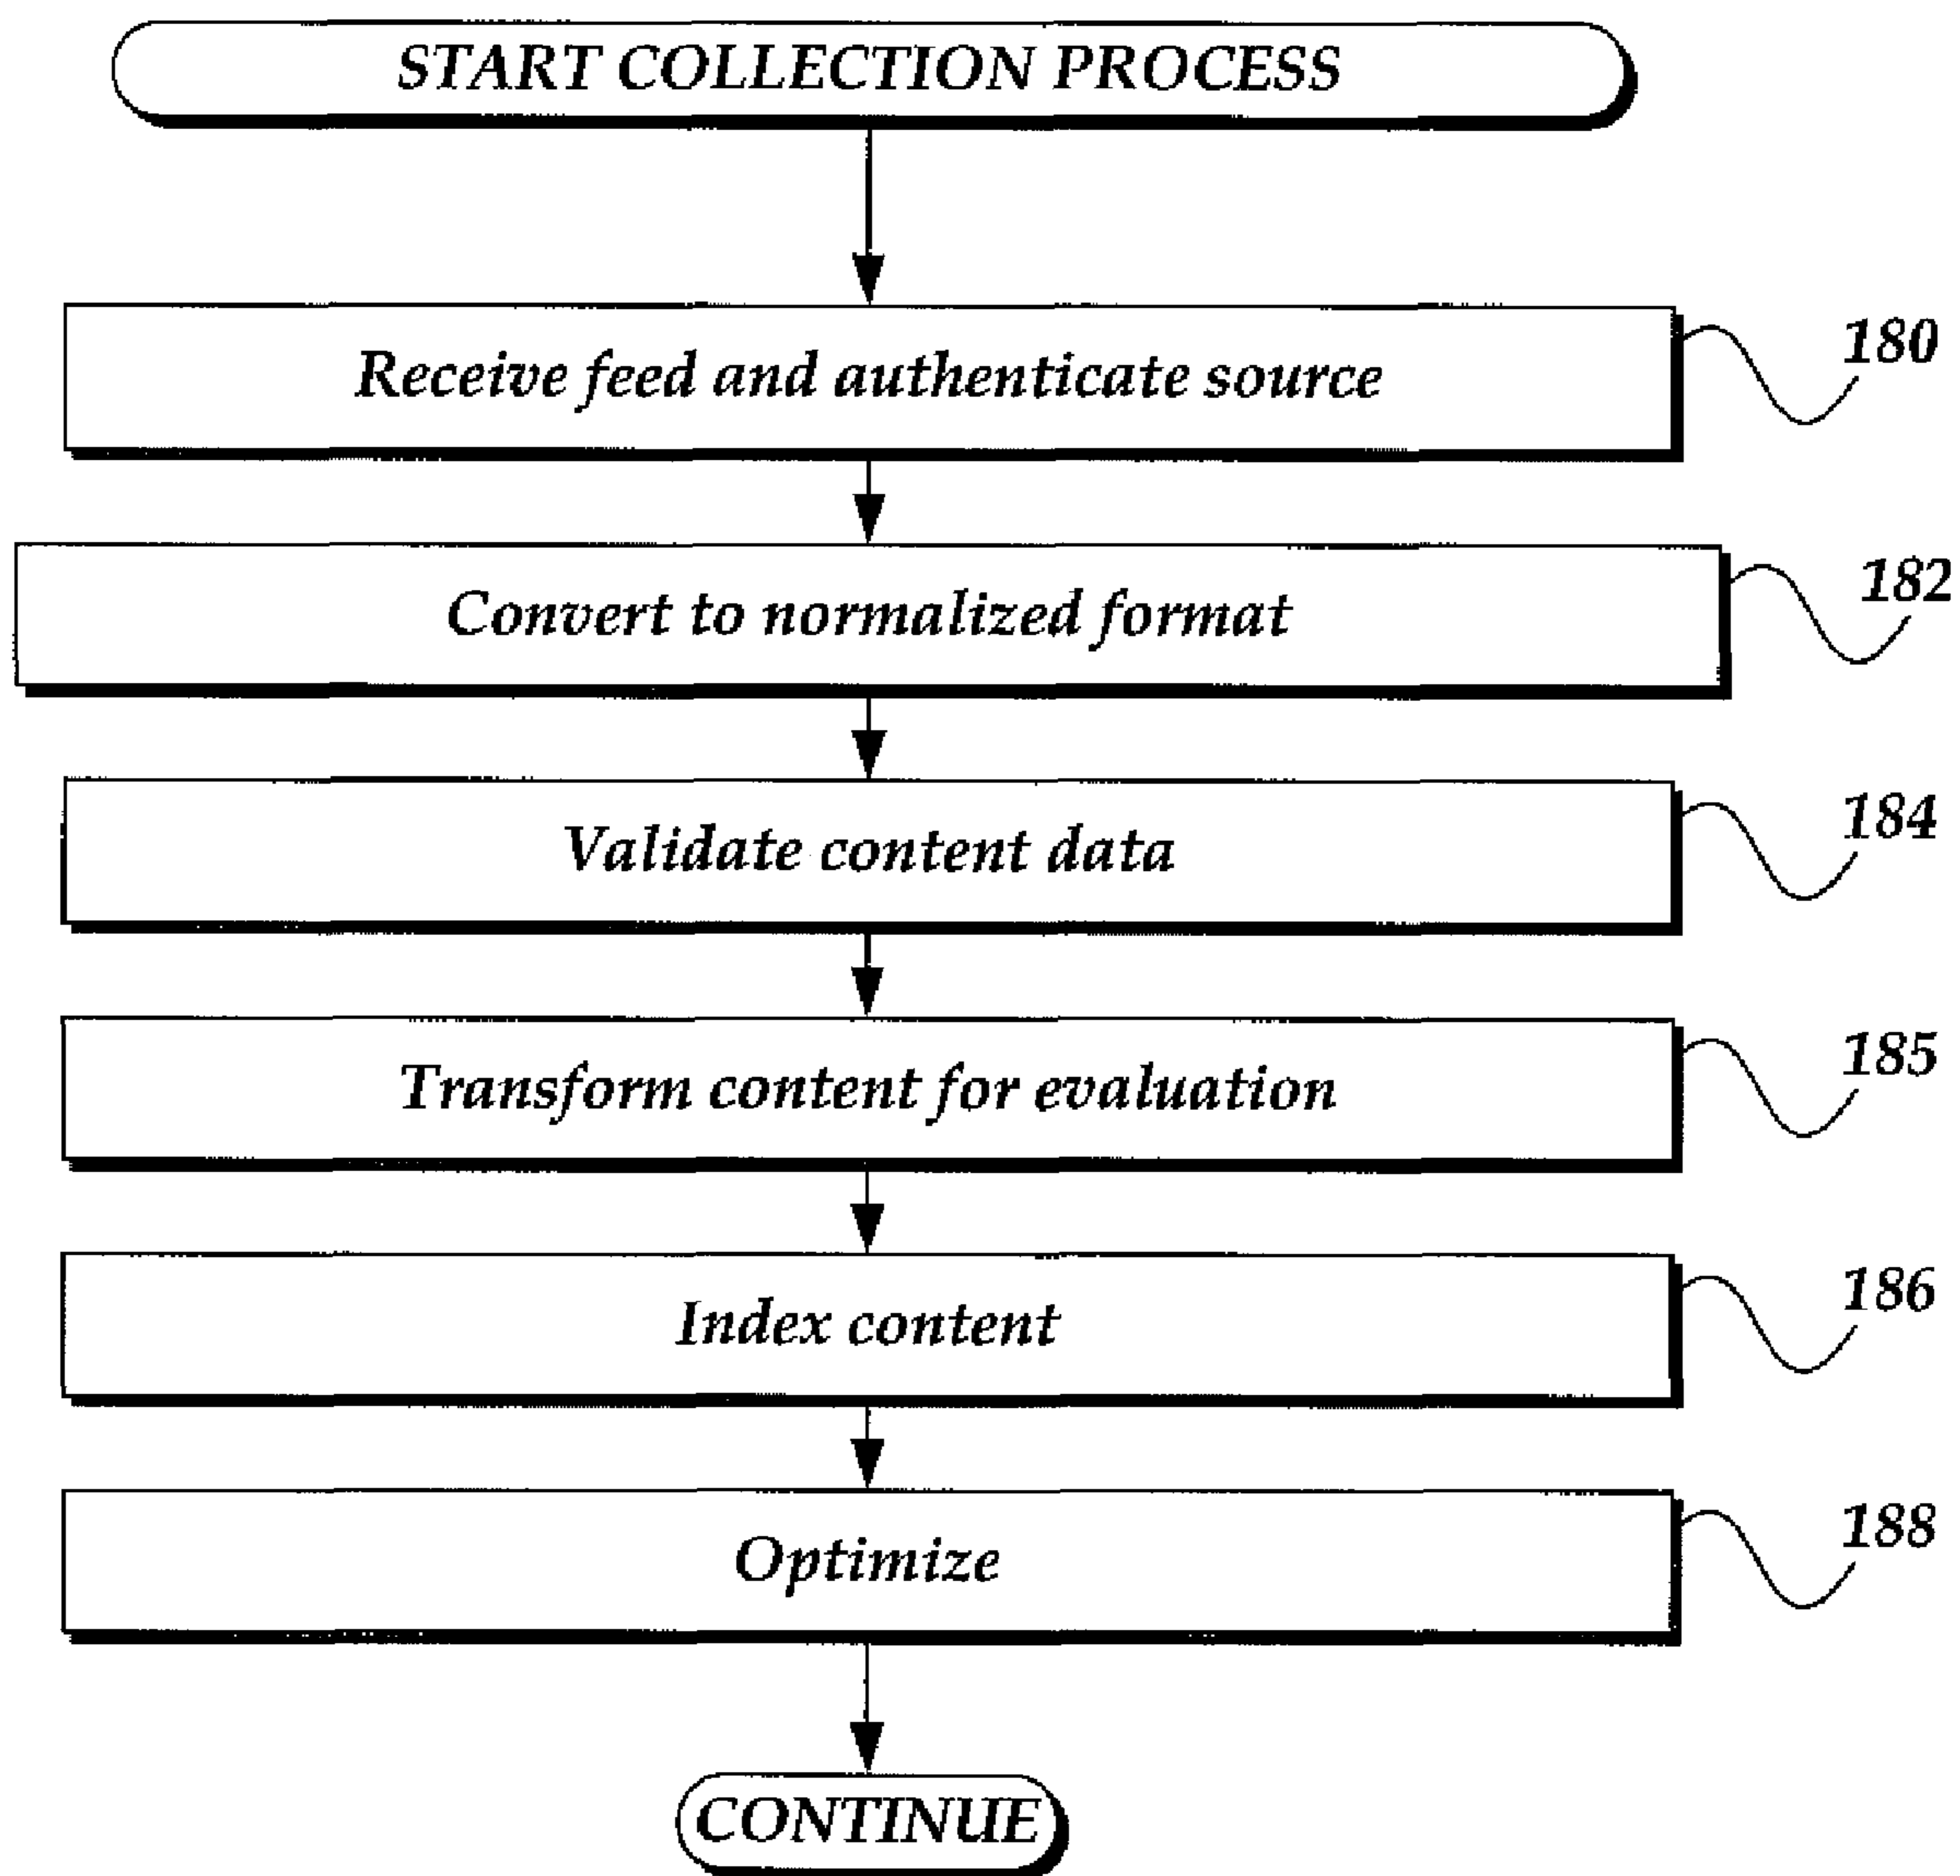 START COLLECTION PROCESS
Receive feed and authenticate source
180
Convert to normalized format
182
Validate content data
184
Transform content for evaluation
185
Index content
186
Optimize
188
CONTINUE